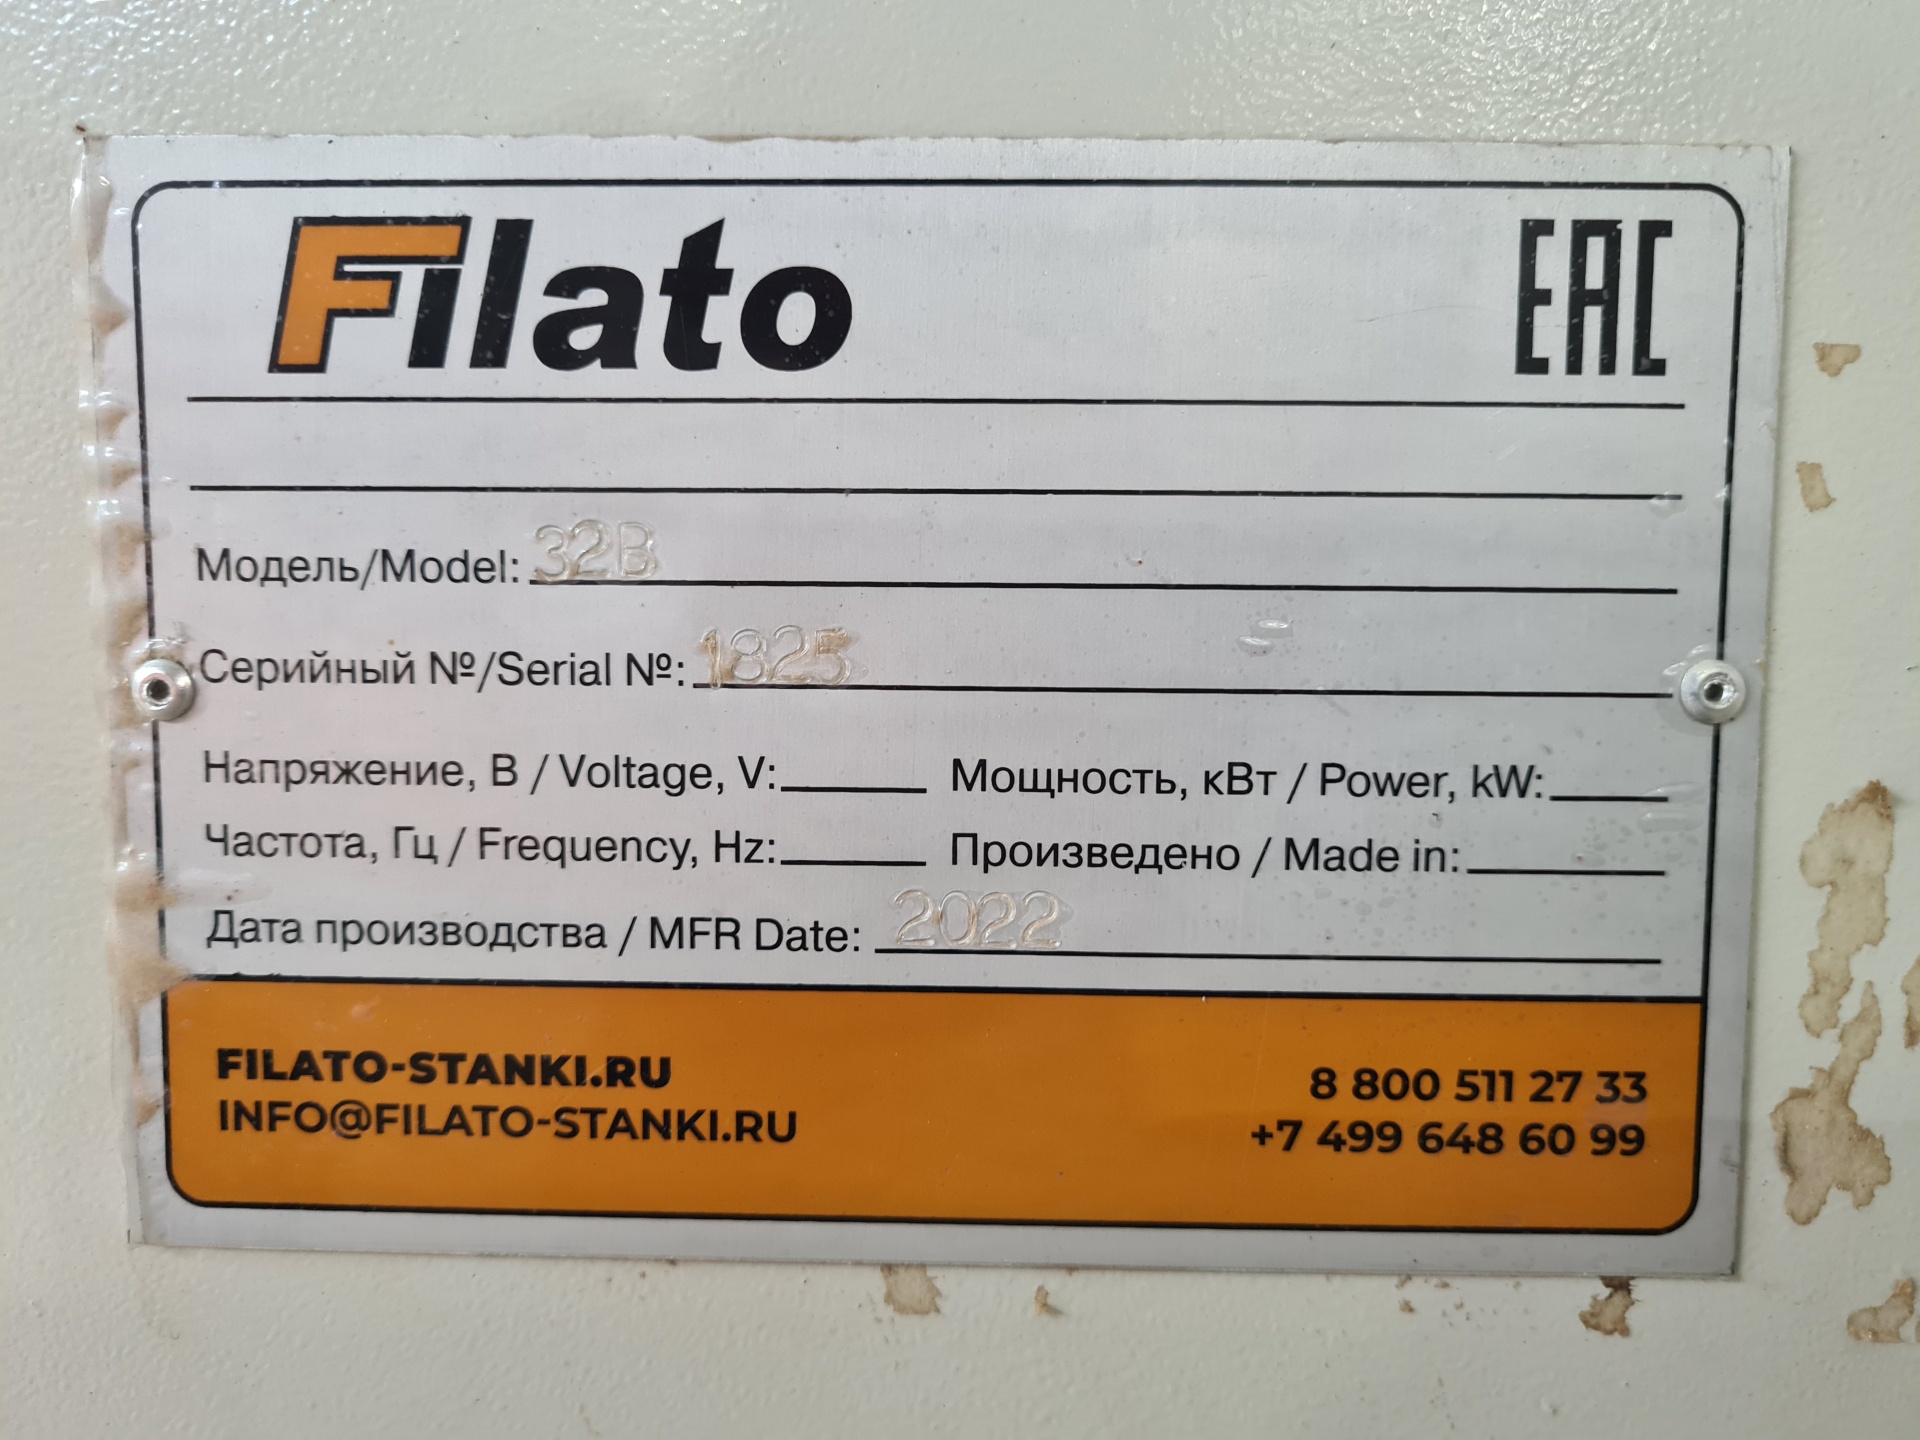 Filato EAC
Модель/Model: 32B
Серийный №/Serial №: 1825
Напряжение, В / Voltage, V: Мощность, кВт / Power, kW:
Частота, Гц / Frequency, Hz: Произведено / Made in:
Дата производства / MFR Date: 2022
FILATO-STANKI.RU 8 800 511 27 33
INFO@FILATO-STANKI.RU +7 499 648 60 99